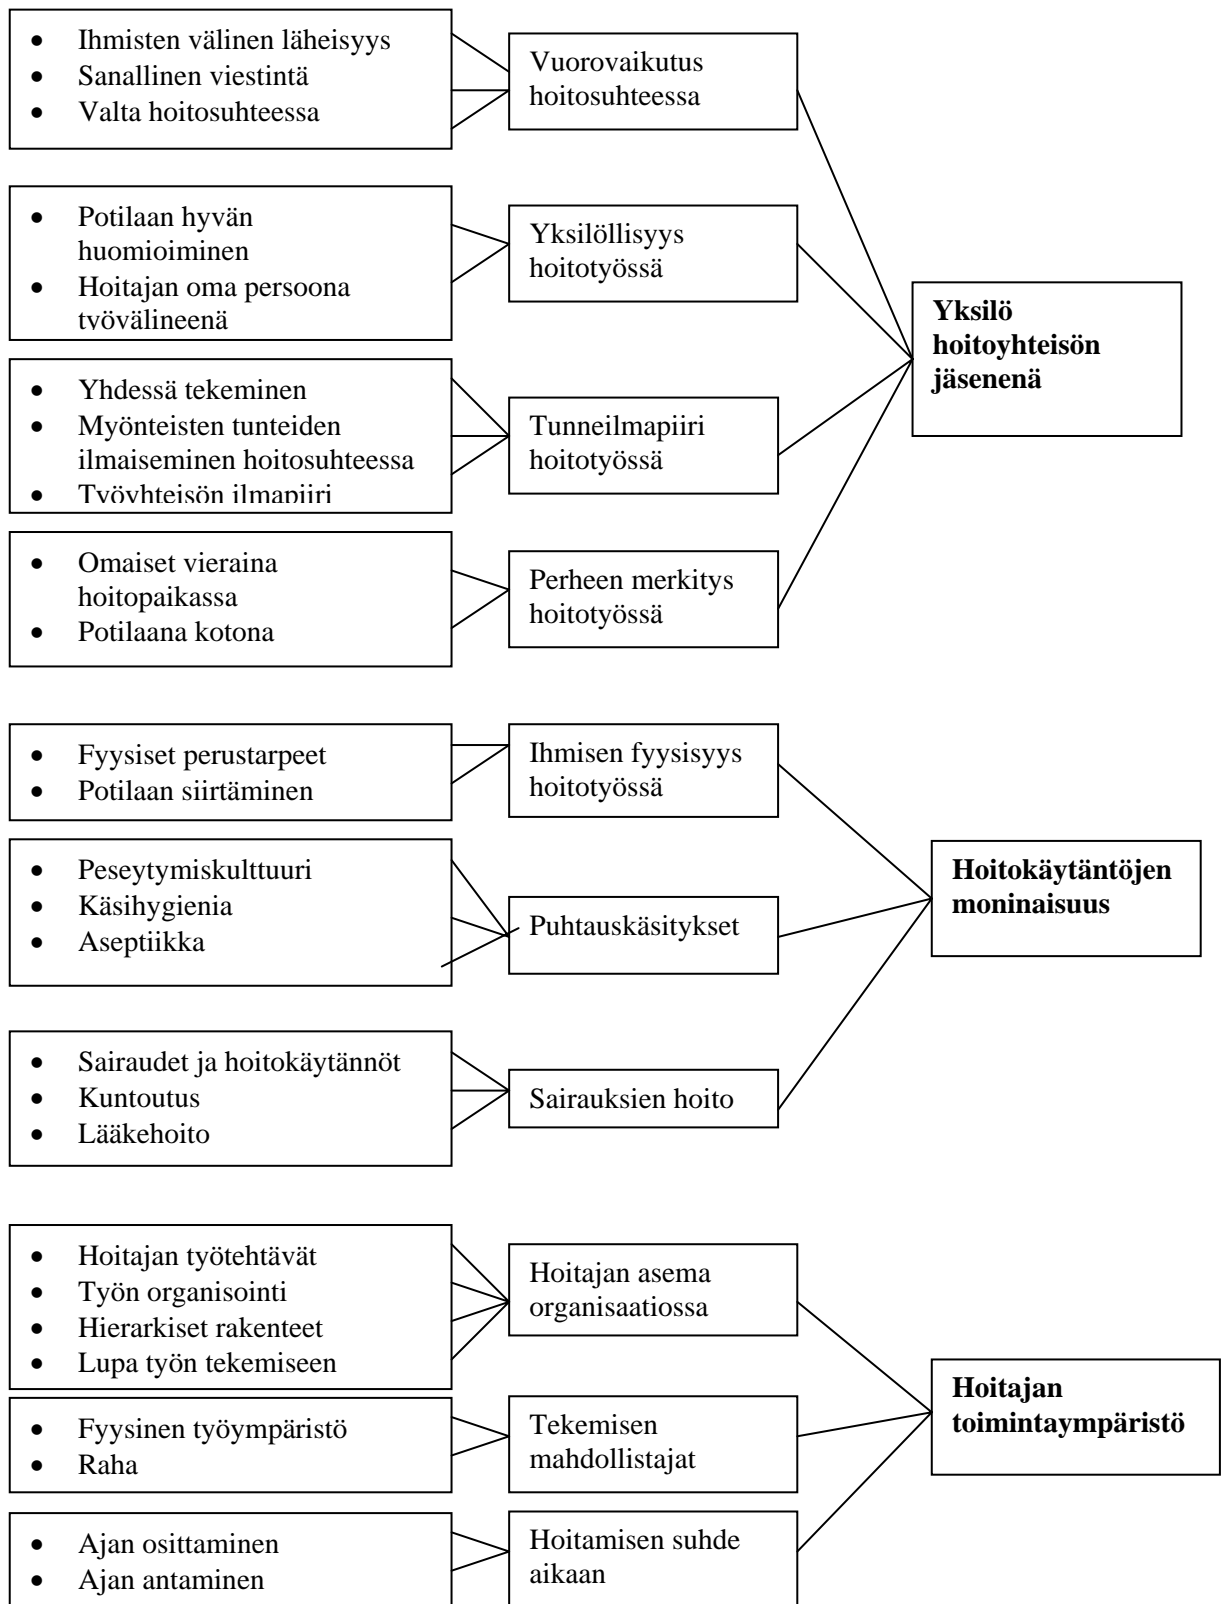 • Ihmisten välinen läheisyys
• Sanallinen viestintä
• Valta hoitosuhteessa
Vuorovaikutus
hoitosuhteessa
• Potilaan hyvän
huomioiminen
• Hoitajan oma persoona
työvälineenä
Yksilöllisyys
hoitotyössä
• Yhdessä tekeminen
• Myönteisten tunteiden
ilmaiseminen hoitosuhteessa
• Työyhteisön ilmapiiri
Tunneilmapiiri
hoitotyössä
• Omaiset vieraina
hoitopaikassa
• Potilaana kotona
Perheen merkitys
hoitotyössä
Yksilö
hoitoyhteisön
jäsenenä
• Fyysiset perustarpeet
• Potilaan siirtäminen
Ihmisen fyysisyys
hoitotyössä
• Peseytymiskulttuuri
• Käsihygienia
• Aseptiikka
Puhtauskäsitykset
• Sairaudet ja hoitokäytännöt
• Kuntoutus
• Lääkehoito
Sairauksien hoito
Hoitokäytäntöjen
moninaisuus
• Hoitajan työtehtävät
• Työn organisointi
• Hierarkiset rakenteet
• Lupa työn tekemiseen
Hoitajan asema
organisaatiossa
• Fyysinen työympäristö
• Raha
Tekemisen
mahdollistajat
• Ajan osittaminen
• Ajan antaminen
Hoitamisen suhde
aikaan
Hoitajan
toimintaympäristö